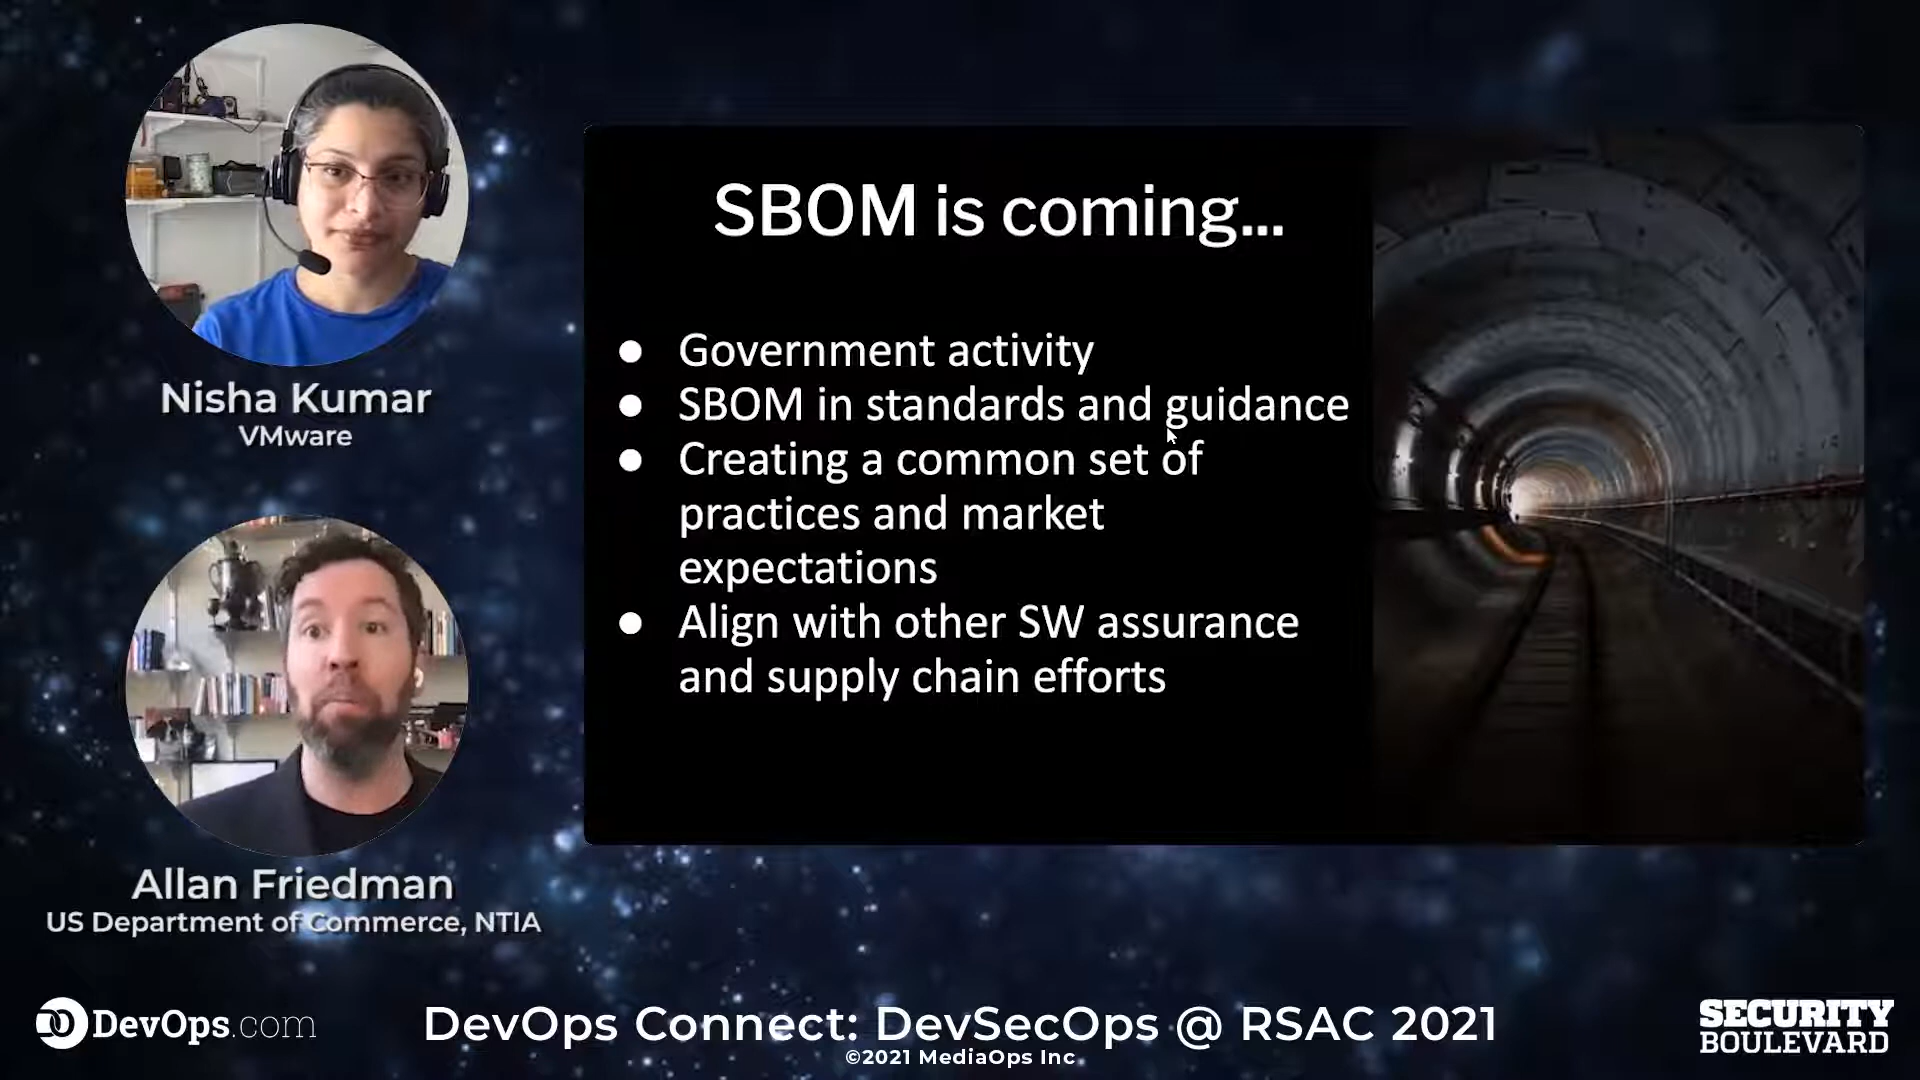 Nisha Kumar
VMware
Allan Friedman
US Department of Commerce, NTIA
SBOM is coming...
● Government activity
● SBOM in standards and guidance
● Creating a common set of
practices and market
expectations
● Align with other SW assurance
and supply chain efforts
DevOps.com
DevOps Connect: DevSecOps @ RSAC 2021
©2021 MediaOps Inc
SECURITY
BOULEVARD